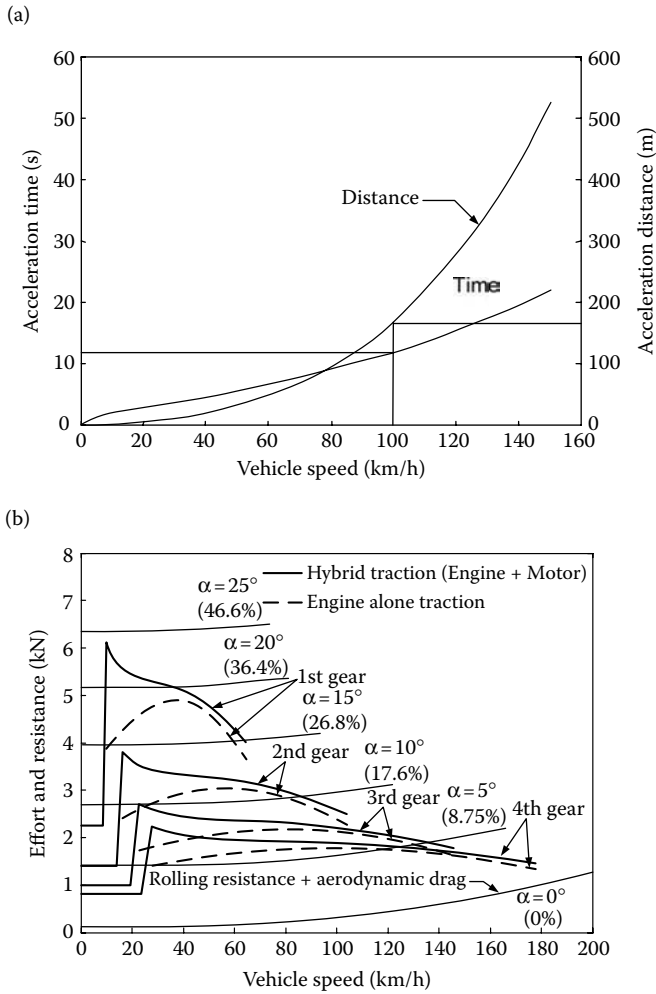 (a)
60
50
40
30
20
10
0
Acceleration time (s)
600
500
400
300
200
100
0
Acceleration distance (m)
Distance
Time
0 20 40 60 80 100 120 140 160
Vehicle speed (km/h)
(b)
8
7
6
5
4
3
2
1
0
Effort and resistance (kN)
α = 25°
(46.6%)
Hybrid traction (Engine + Motor)
Engine alone traction
α = 20°
(36.4%)
1st gear
α = 15°
(26.8%)
2nd gear
α = 10°
(17.6%)
3rd gear
α = 5°
(8.75%)
4th gear
Rolling resistance + aerodynamic drag
α = 0°
(0%)
0 20 40 60 80 100 120 140 160 180 200
Vehicle speed (km/h)